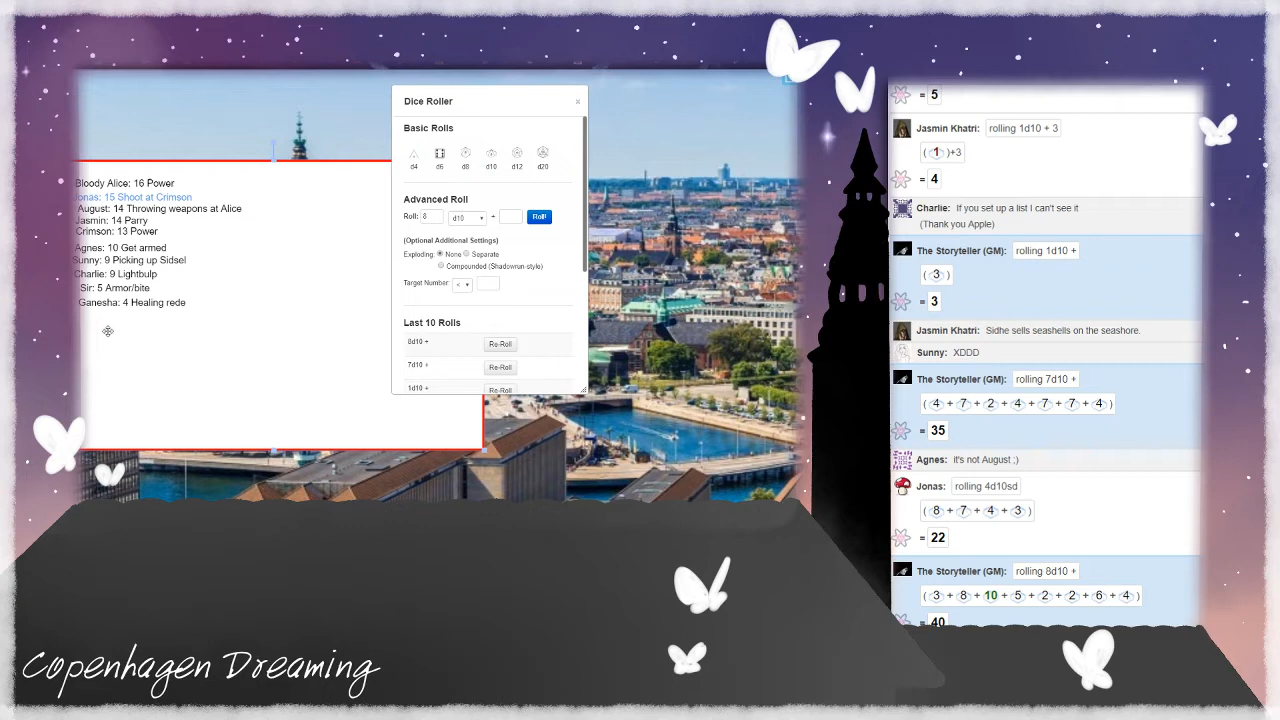 Bloody Alice: 16 Power
Jonas: 15 Shoot at Crimson
August: 14 Throwing weapons at Alice
Jasmin: 14 Parry
Crimson: 13 Power
Agnes: 10 Get armed
Sunny: 9 Picking up Sidsel
Charlie: 9 Lightbulp
Sir: 5 Armor/bite
Ganesha: 4 Healing rede
Dice Roller ×
Basic Rolls
d4 d6 d8 d10 d12 d20
Advanced Roll
Roll: 8 d10 + Roll!
(Optional Additional Settings)
Exploding: None Separate
Compounded (Shadowrun-style)
Target Number: <
Last 10 Rolls
8d10 + Re-Roll
7d10 + Re-Roll
1d10 + Re-Roll
= 5
Jasmin Khatri: rolling 1d10 + 3
(1)+3
= 4
Charlie: If you set up a list I can't see it
(Thank you Apple)
The Storyteller (GM): rolling 1d10 +
(3)
= 3
Jasmin Khatri: Sidhe sells seashells on the seashore.
Sunny: XDDD
The Storyteller (GM): rolling 7d10 +
(4+7+2+4+7+7+4)
= 35
Agnes: it's not August ;)
Jonas: rolling 4d10sd
(8+7+4+3)
= 22
The Storyteller (GM): rolling 8d10 +
(3+8+10+5+2+2+6+4)
= 40
Copenhagen Dreaming